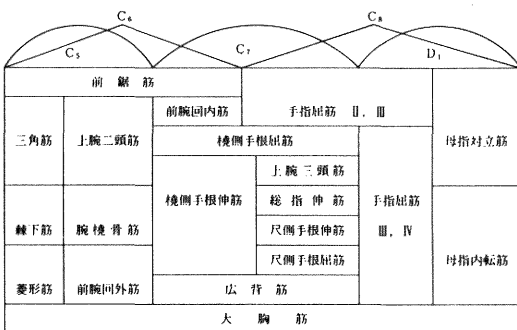 C₆ C₈
C₅ C₇ D₁
前鋸筋
前腕回内筋 手指屈筋 Ⅱ, Ⅲ
三角筋 上腕二頭筋 橈側手根屈筋 母指対立筋
上腕三頭筋
橈側手根伸筋 総指伸筋 手指屈筋
棘下筋 腕橈骨筋 尺側手根伸筋 Ⅲ, Ⅳ
尺側手根屈筋 母指内転筋
菱形筋 前腕回外筋 広背筋
大胸筋